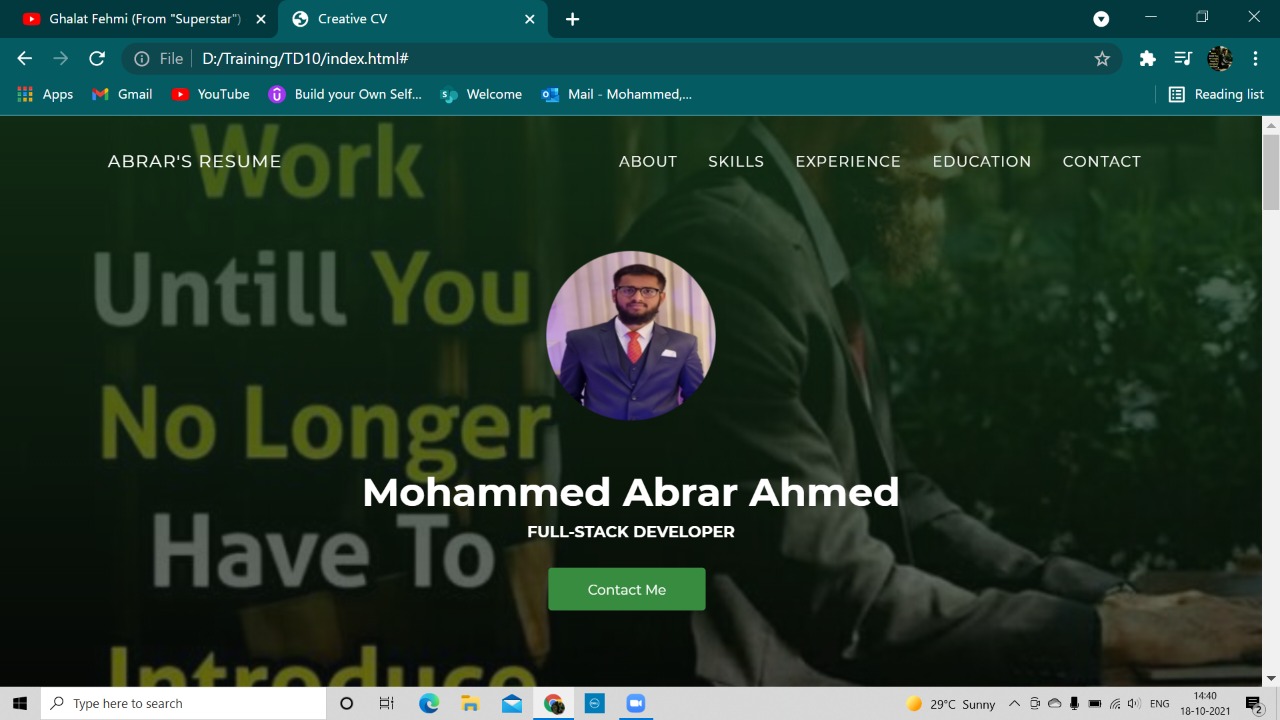 Ghalat Fehmi (From "Superstar")
Creative CV
File
D:/Training/TD10/index.html#
Apps
Gmail
YouTube
Build your Own Self...
Welcome
Mail - Mohammed,...
Reading list
ABRAR'S RESUME
ABOUT
SKILLS
EXPERIENCE
EDUCATION
CONTACT
Work
Untill You
No Longer
Have To
Introduce
Mohammed Abrar Ahmed
FULL-STACK DEVELOPER
Contact Me
Type here to search
29°C Sunny
ENG
14:40
18-10-2021
2